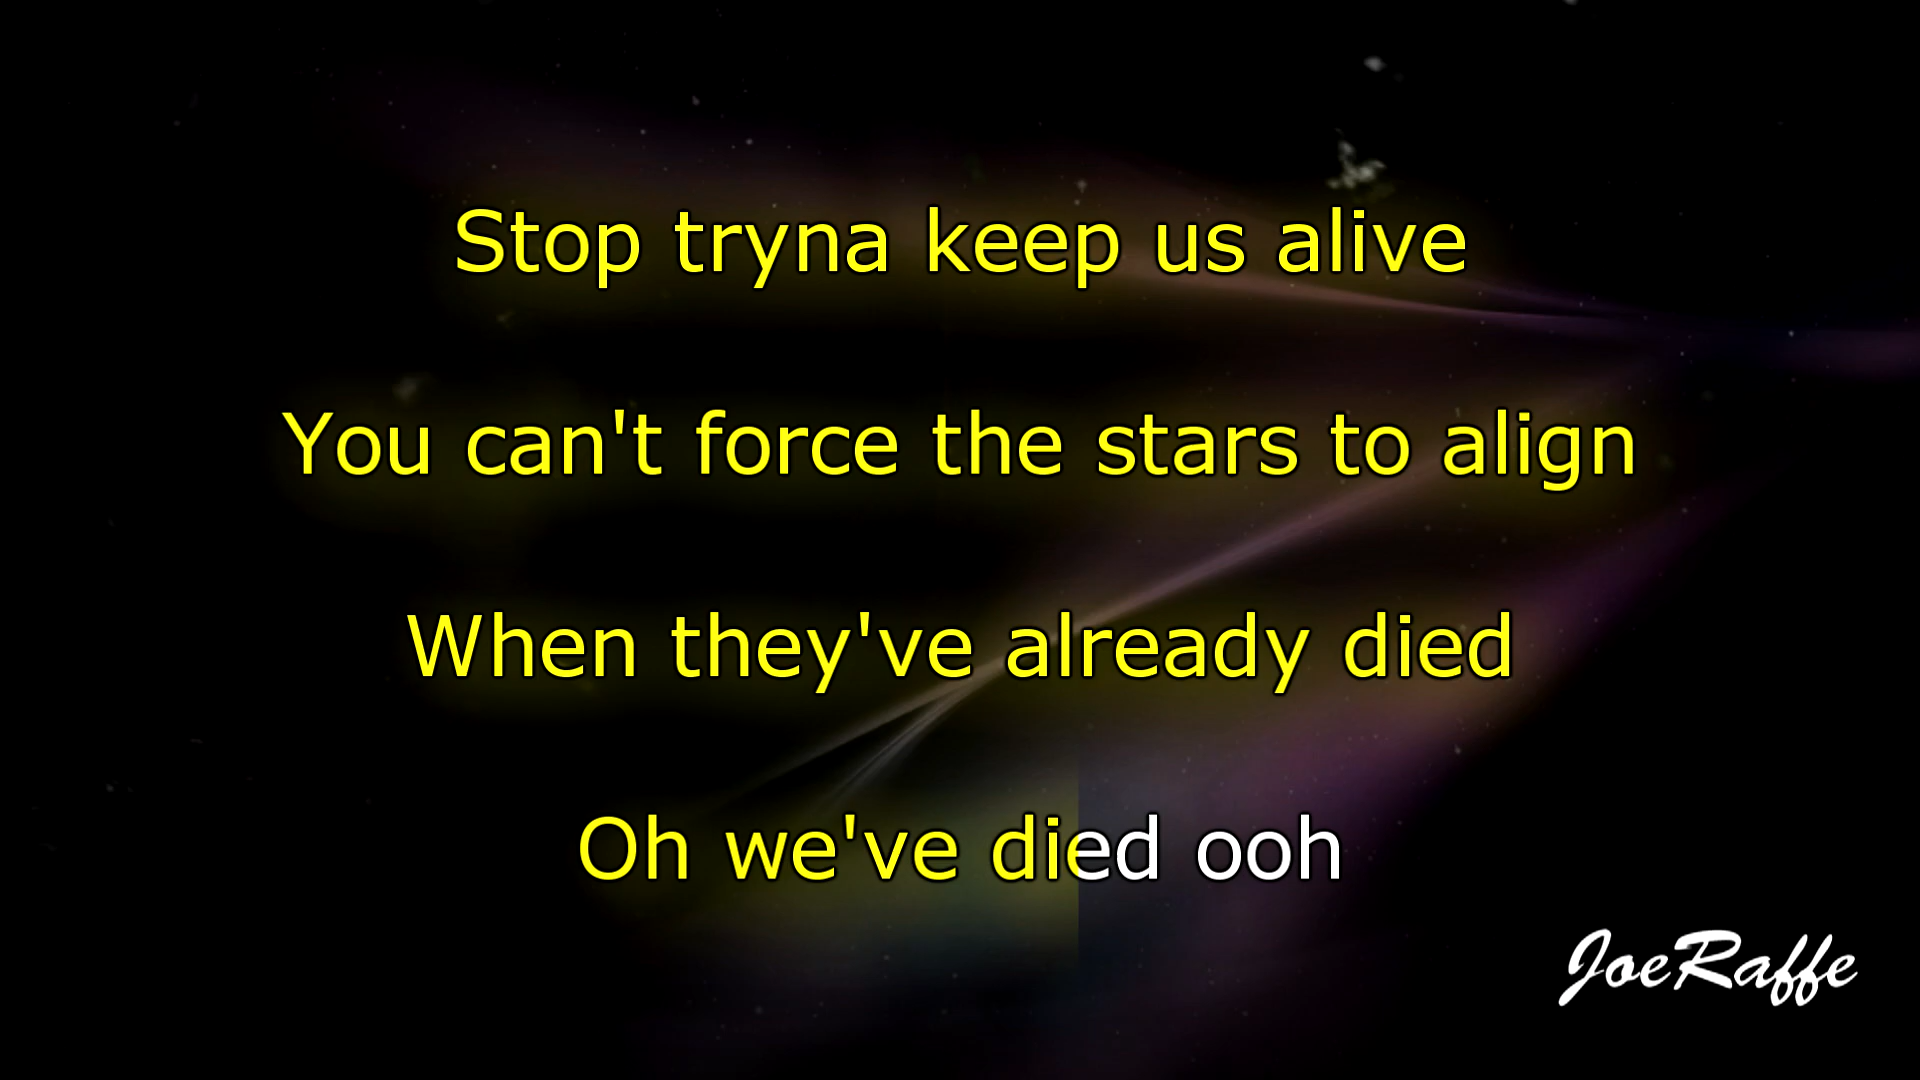 Stop tryna keep us alive
You can't force the stars to align
When they've already died
Oh we've died ooh
JoeRaffe